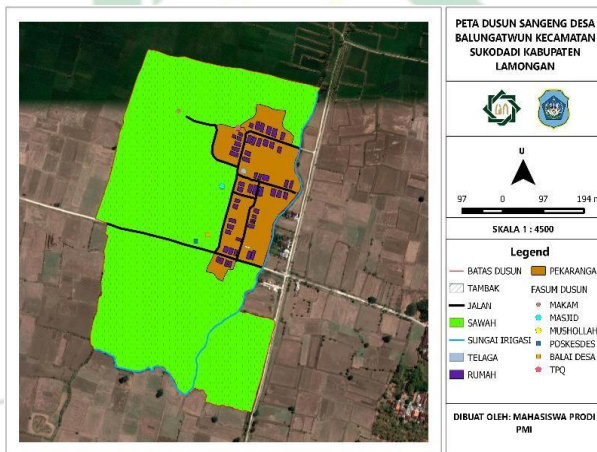 PETA DUSUN SANGENG DESA
BALUNGATWUN KECAMATAN
SUKODADI KABUPATEN
LAMONGAN
U
97 0 97 194 m
SKALA 1 : 4500
Legend
BATAS DUSUN
TAMBAK
JALAN
SAWAH
SUNGAI IRIGASI
TELAGA
RUMAH
PEKARANGA
FASUM DUSUN
MAKAM
MASJID
MUSHOLLAH
POSKESDES
BALAI DESA
TPQ
DIBUAT OLEH: MAHASISWA PRODI
PMI